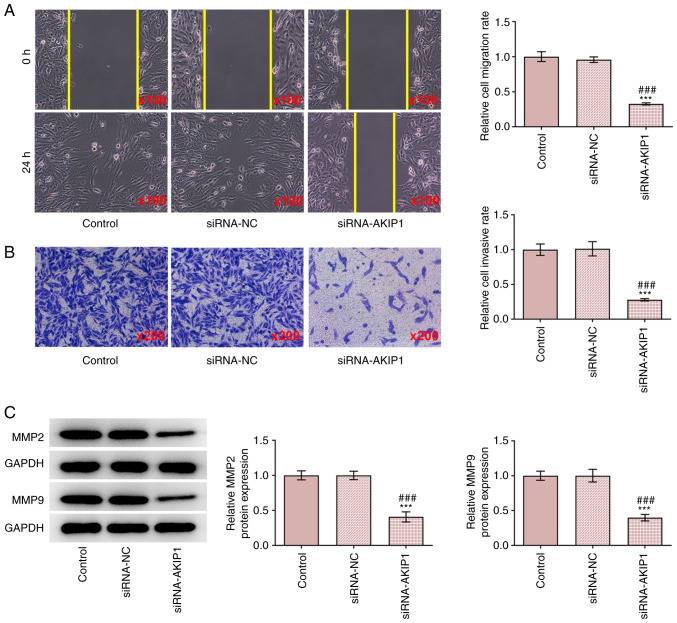 A
0 h
x100
x100
x100
24 h
x100
x100
x100
Control
siRNA-NC
siRNA-AKIP1
Relative cell migration rate
1.5
1.0
0.5
0.0
###
***
Control
siRNA-NC
siRNA-AKIP1
B
x200
x200
x200
Control
siRNA-NC
siRNA-AKIP1
Relative cell invasive rate
1.5
1.0
0.5
0.0
###
***
Control
siRNA-NC
siRNA-AKIP1
C
MMP2
GAPDH
MMP9
GAPDH
Control
siRNA-NC
siRNA-AKIP1
Relative MMP2
protein expression
1.5
1.0
0.5
0.0
###
***
Control
siRNA-NC
siRNA-AKIP1
Relative MMP9
protein expression
1.5
1.0
0.5
0.0
###
***
Control
siRNA-NC
siRNA-AKIP1